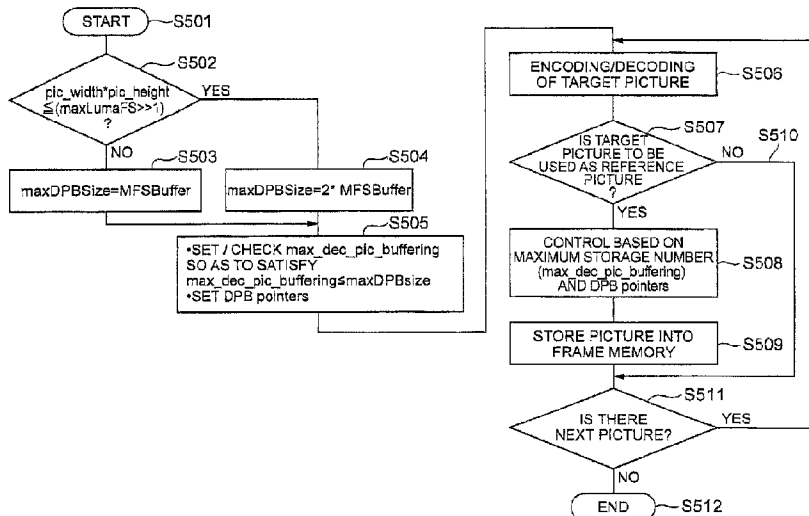 START
S501
S502
pic_width*pic_height
≦(maxLumaFS>>1)
?
YES
NO
S503
maxDPBSize=MFSBuffer
S504
maxDPBSize=2* MFSBuffer
S505
•SET / CHECK max_dec_pic_buffering
SO AS TO SATISFY
max_dec_pic_buffering≦maxDPBsize
•SET DPB pointers
ENCODING/DECODING
OF TARGET PICTURE
S506
S507
IS TARGET
PICTURE TO BE
USED AS REFERENCE
PICTURE
?
NO
S510
YES
CONTROL BASED ON
MAXIMUM STORAGE NUMBER
(max_dec_pic_buffering)
AND DPB pointers
S508
STORE PICTURE INTO
FRAME MEMORY
S509
S511
IS THERE
NEXT PICTURE?
YES
NO
END
S512